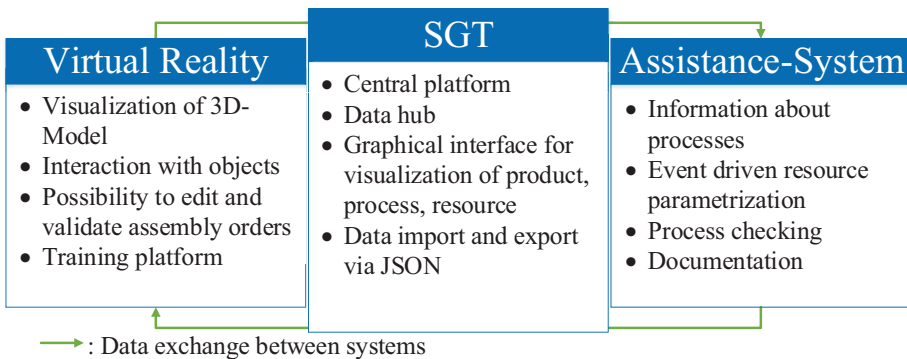 Virtual Reality
• Visualization of 3D-
Model
• Interaction with objects
• Possibility to edit and
validate assembly orders
• Training platform
SGT
• Central platform
• Data hub
• Graphical interface for
visualization of product,
process, resource
• Data import and export
via JSON
Assistance-System
• Information about
processes
• Event driven resource
parametrization
• Process checking
• Documentation
: Data exchange between systems